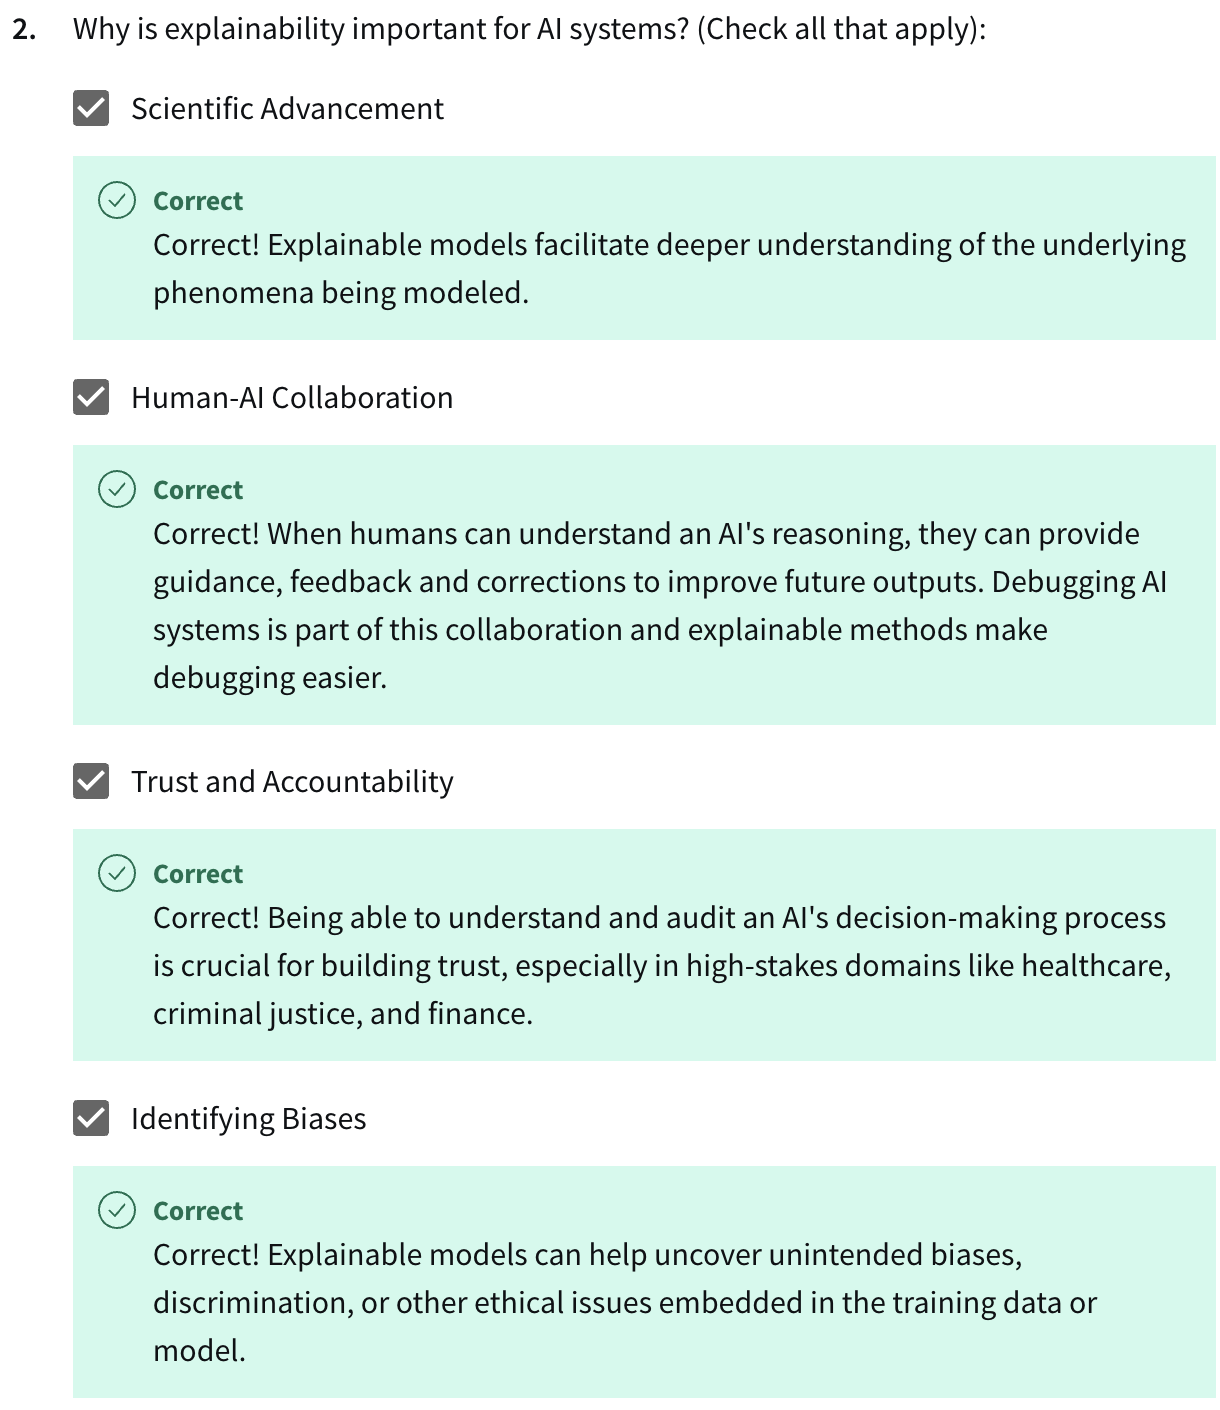 2. Why is explainability important for AI systems? (Check all that apply):
Scientific Advancement
Correct
Correct! Explainable models facilitate deeper understanding of the underlying
phenomena being modeled.
Human-AI Collaboration
Correct
Correct! When humans can understand an AI's reasoning, they can provide
guidance, feedback and corrections to improve future outputs. Debugging AI
systems is part of this collaboration and explainable methods make
debugging easier.
Trust and Accountability
Correct
Correct! Being able to understand and audit an AI's decision-making process
is crucial for building trust, especially in high-stakes domains like healthcare,
criminal justice, and finance.
Identifying Biases
Correct
Correct! Explainable models can help uncover unintended biases,
discrimination, or other ethical issues embedded in the training data or
model.